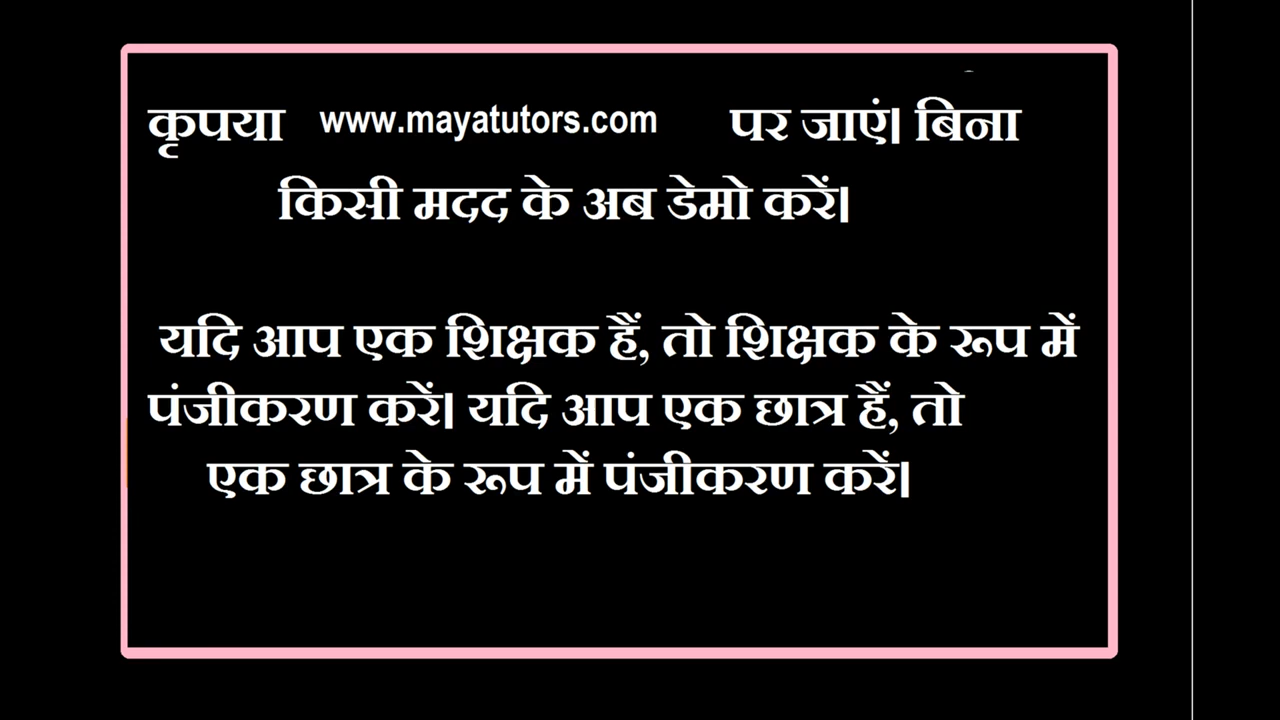 कृपया www.mayatutors.com पर जाएं। बिना
किसी मदद के अब डेमो करें।
यदि आप एक शिक्षक हैं, तो शिक्षक के रूप में
पंजीकरण करें। यदि आप एक छात्र हैं, तो
एक छात्र के रूप में पंजीकरण करें।